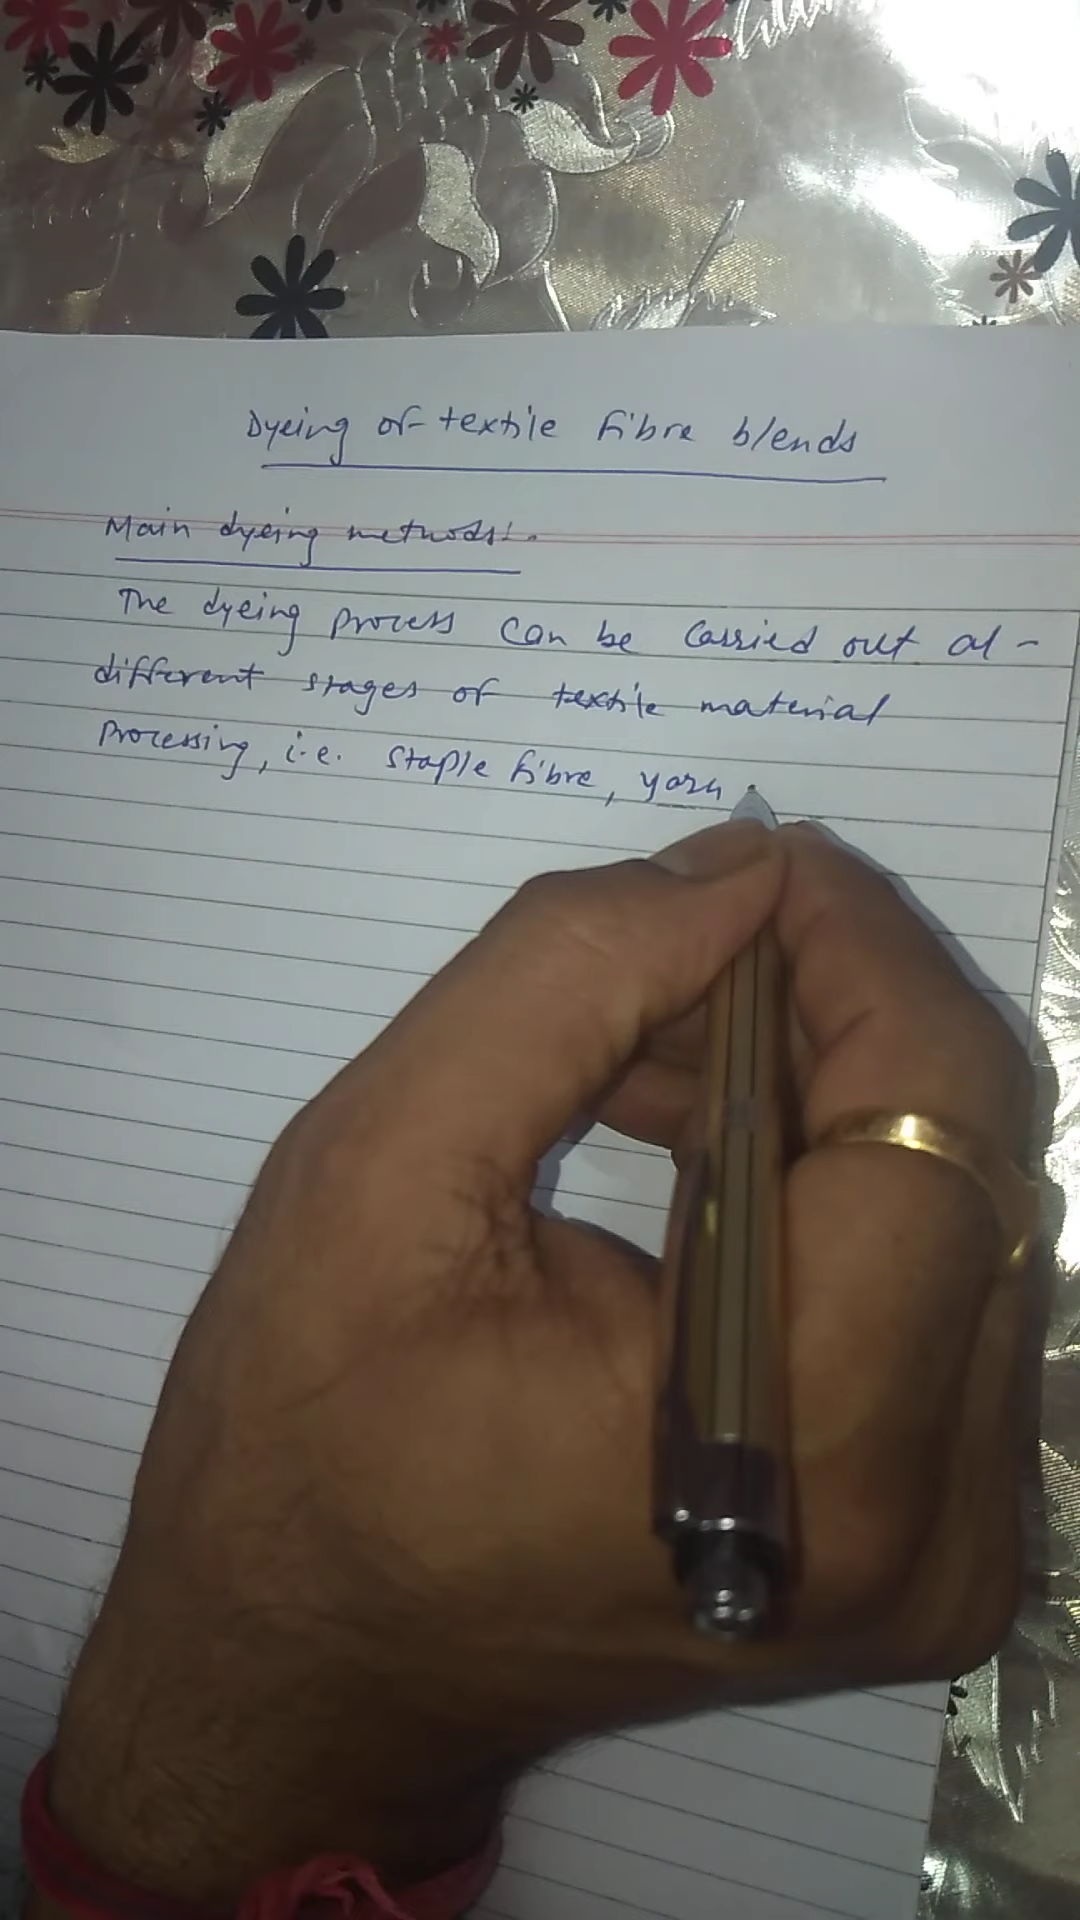 Dyeing of textile fibre blends
Main dyeing methods:-
The dyeing process can be carried out at
different stages of textile material
Processing, i.e. staple fibre, yarn